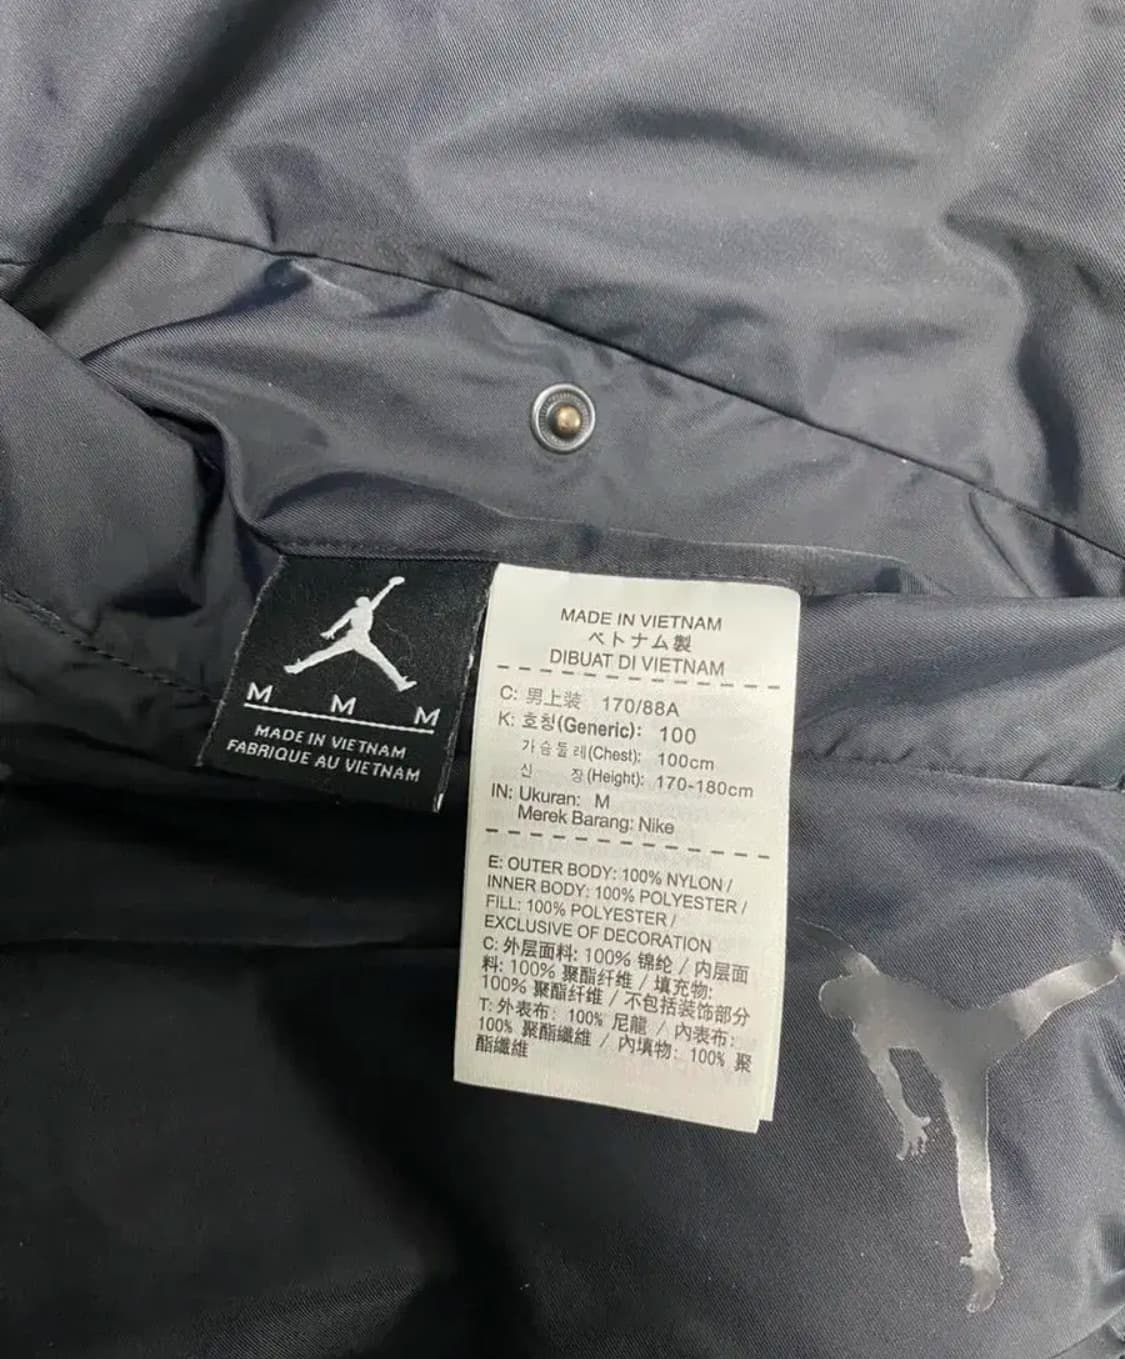 M M M
MADE IN VIETNAM
FABRIQUE AU VIETNAM
MADE IN VIETNAM
ベトナム製
DIBUAT DI VIETNAM
C: 男上装 170/88A
K: 호칭(Generic): 100
가슴둘레(Chest): 100cm
신 장(Height): 170-180cm
IN: Ukuran: M
Merek Barang: Nike
E: OUTER BODY: 100% NYLON /
INNER BODY: 100% POLYESTER /
FILL: 100% POLYESTER /
EXCLUSIVE OF DECORATION
C: 外层面料: 100% 锦纶 / 内层面
料: 100% 聚酯纤维 / 填充物:
100% 聚酯纤维 / 不包括装饰部分
T: 外表布: 100% 尼龍 / 內表布:
100% 聚酯纖維 / 內填物: 100% 聚
酯纖維